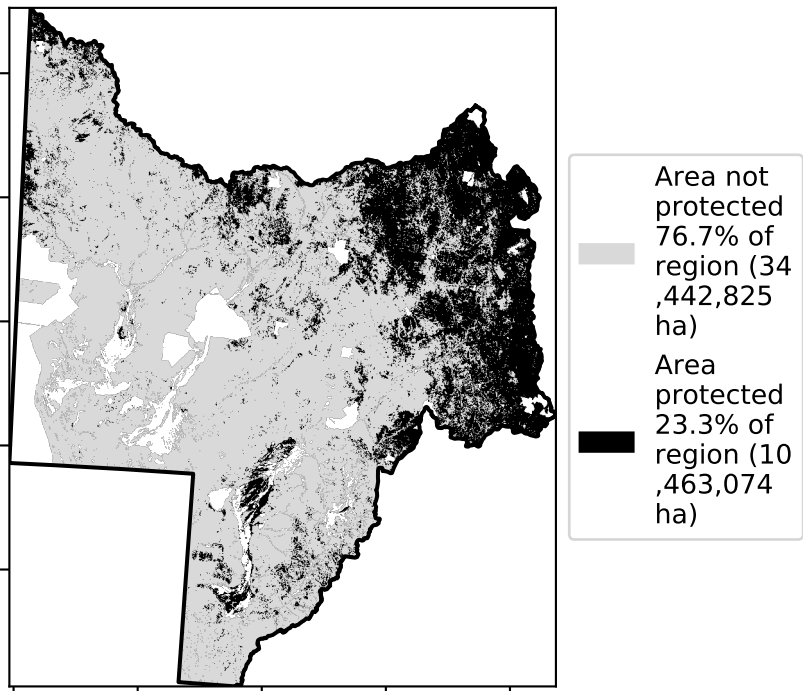 Area not
protected
76.7% of
region (34
,442,825
ha)
Area
protected
23.3% of
region (10
,463,074
ha)